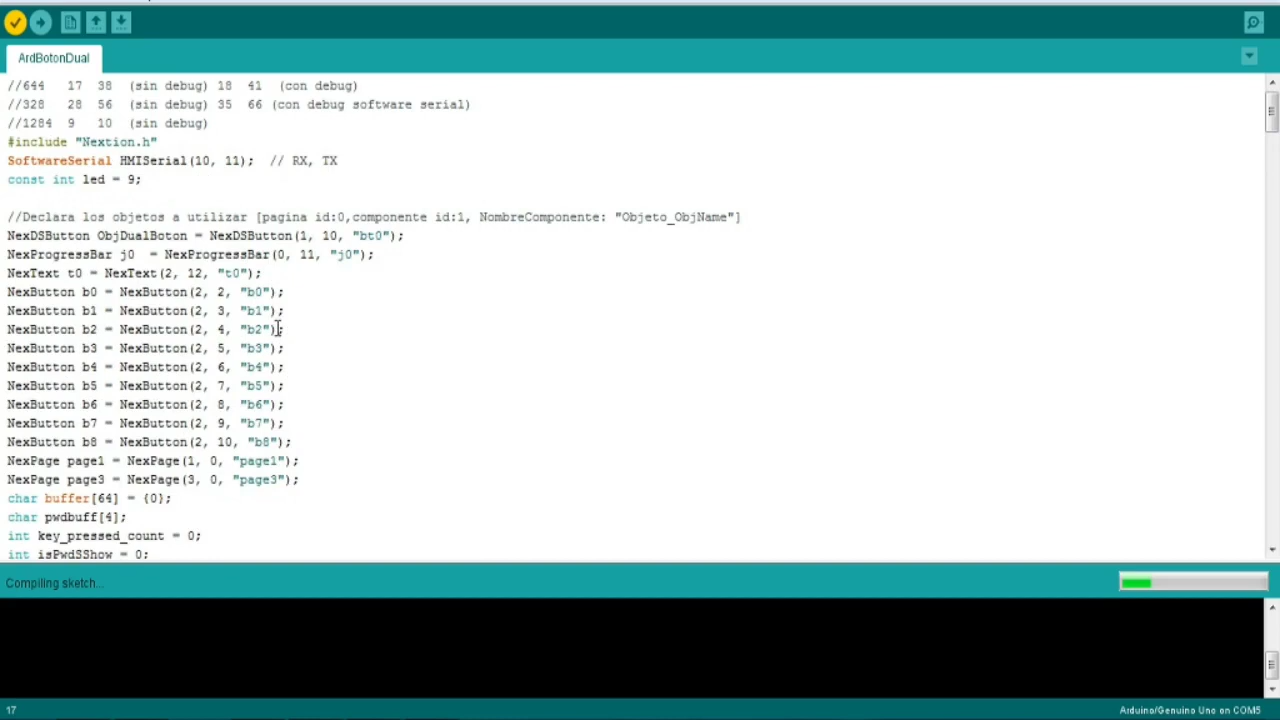 ArdBotonDual
//644   17  38  (sin debug) 18  41  (con debug)
//328   28  56  (sin debug) 35  66 (con debug software serial)
//1284  9   10  (sin debug)
#include "Nextion.h"
SoftwareSerial HMISerial(10, 11);  // RX, TX
const int led = 9;
//Declara los objetos a utilizar [pagina id:0,componente id:1, NombreComponente: "Objeto_ObjName"]
NexDSButton ObjDualBoton = NexDSButton(1, 10, "bt0");
NexProgressBar j0  = NexProgressBar(0, 11, "j0");
NexText t0 = NexText(2, 12, "t0");
NexButton b0 = NexButton(2, 2, "b0");
NexButton b1 = NexButton(2, 3, "b1");
NexButton b2 = NexButton(2, 4, "b2");
NexButton b3 = NexButton(2, 5, "b3");
NexButton b4 = NexButton(2, 6, "b4");
NexButton b5 = NexButton(2, 7, "b5");
NexButton b6 = NexButton(2, 8, "b6");
NexButton b7 = NexButton(2, 9, "b7");
NexButton b8 = NexButton(2, 10, "b8");
NexPage page1 = NexPage(1, 0, "page1");
NexPage page3 = NexPage(3, 0, "page3");
char buffer[64] = {0};
char pwdbuff[4];
int key_pressed_count = 0;
int isPwdSShow = 0;
Compiling sketch...
17
Arduino/Genuino Uno on COM5